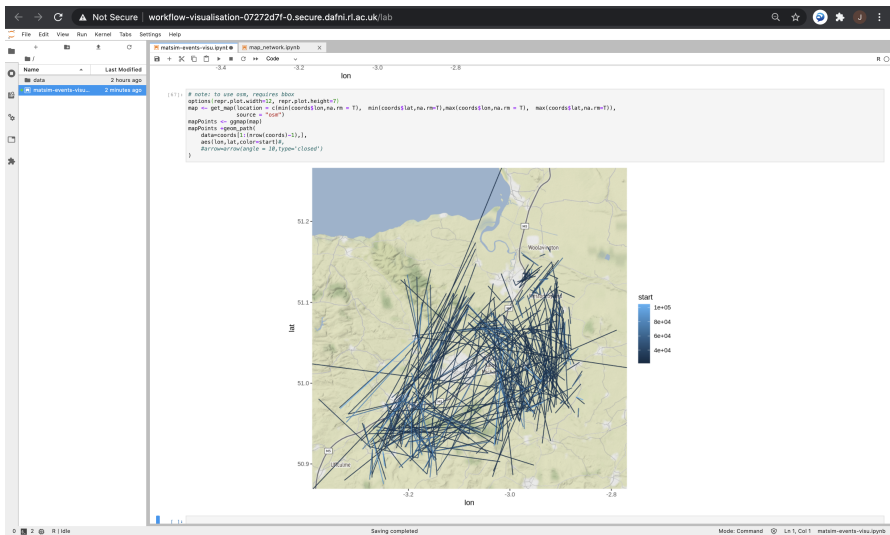 Not Secure | workflow-visualisation-07272d7f-0.secure.dafni.rl.ac.uk/lab
J
File Edit View Run Kernel Tabs Settings Help
matsim-events-visu.ipynb
map_network.ipynb
Code
R
/
Name Last Modified
data 2 hours ago
matsim-events-visu... 2 minutes ago
-3.4 -3.2 -3.0 -2.8
lon
# note: to use osm, requires bbox
options(repr.plot.width=12, repr.plot.height=7)
map <- get_map(location = c(min(coords$lon,na.rm = T), min(coords$lat,na.rm=T),max(coords$lon,na.rm = T), max(coords$lat,na.rm=T)),
source = "osm")
mapPoints <- ggmap(map)
mapPoints +geom_path(
data=coords[1:(nrow(coords)-1),],
aes(lon,lat,color=start)#,
#arrow=arrow(angle = 10,type='closed')
)
51.2
Woolavington
51.1
51.0
50.9
lat
-3.2 -3.0 -2.8
lon
start
1e+05
8e+04
6e+04
4e+04
[ ]:
0 2 R | Idle
Saving completed
Mode: Command Ln 1, Col 1 matsim-events-visu.ipynb